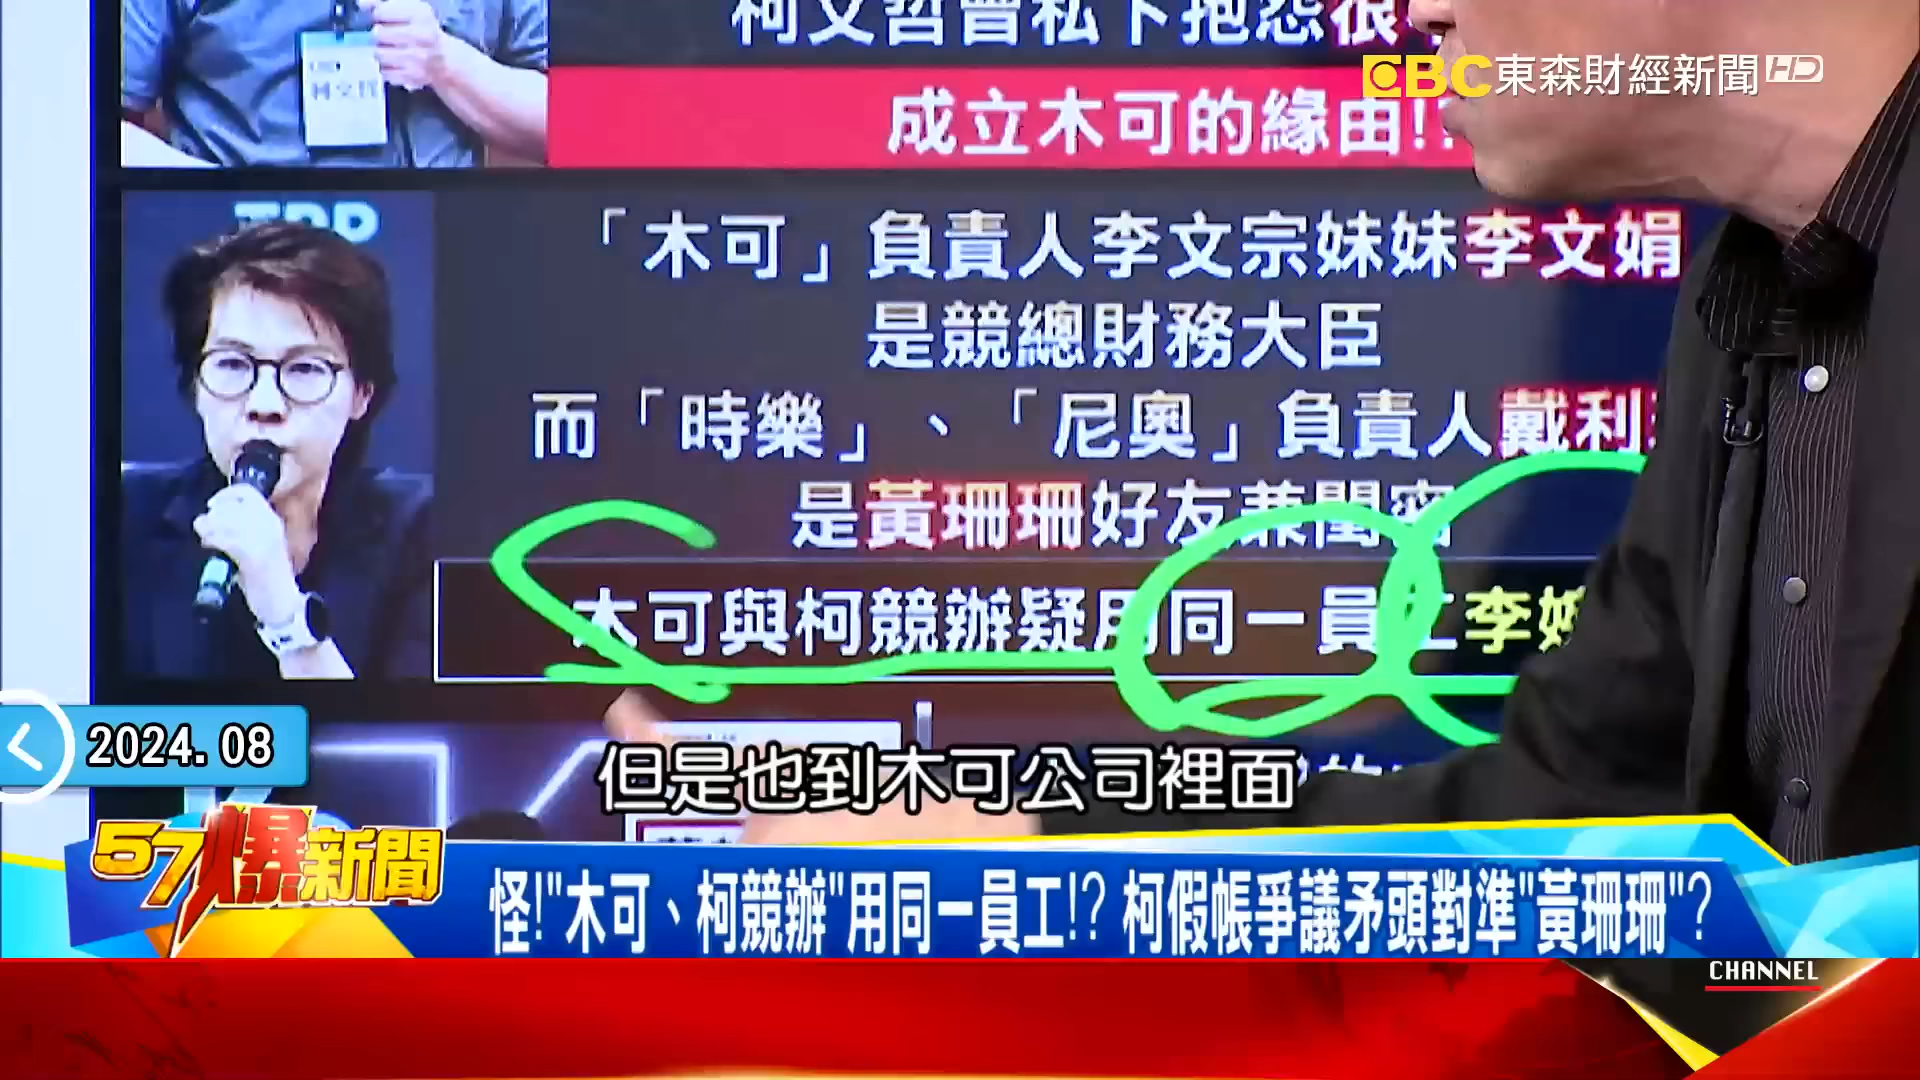 柯文哲曾私下抱怨很
EBC東森財經新聞HD
成立木可的緣由!?
柯文哲
TPP
「木可」負責人李文宗妹妹李文娟
是競總財務大臣
而「時樂」、「尼奧」負責人戴利
是黃珊珊好友兼閨密
木可與柯競辦疑用同一員工李
2024.08
但是也到木可公司裡面
57爆新聞
怪!"木可、柯競辦"用同一員工!? 柯假帳爭議矛頭對準"黃珊珊"?
CHANNEL